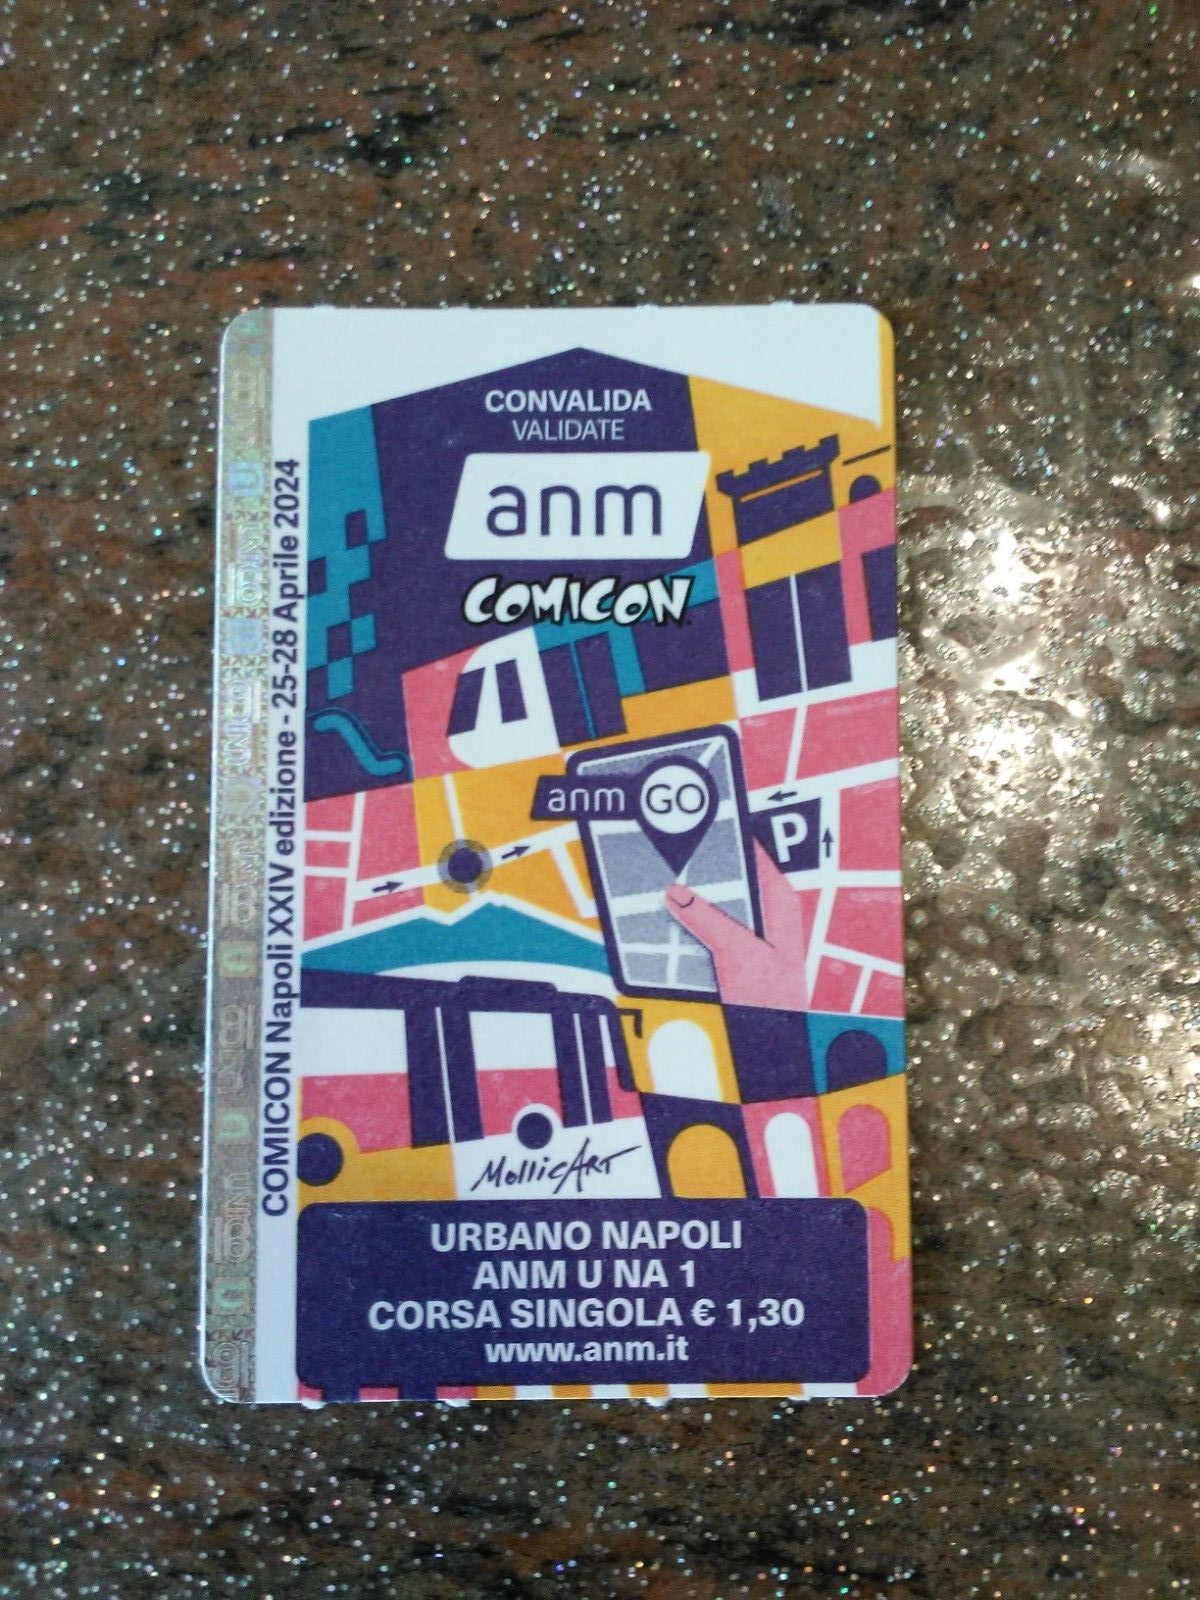 CONVALIDA
VALIDATE
anm
COMICON
COMICON Napoli XXIV edizione - 25-28 Aprile 2024
anm GO
P
MollicArt
URBANO NAPOLI
ANM U NA 1
CORSA SINGOLA € 1,30
www.anm.it